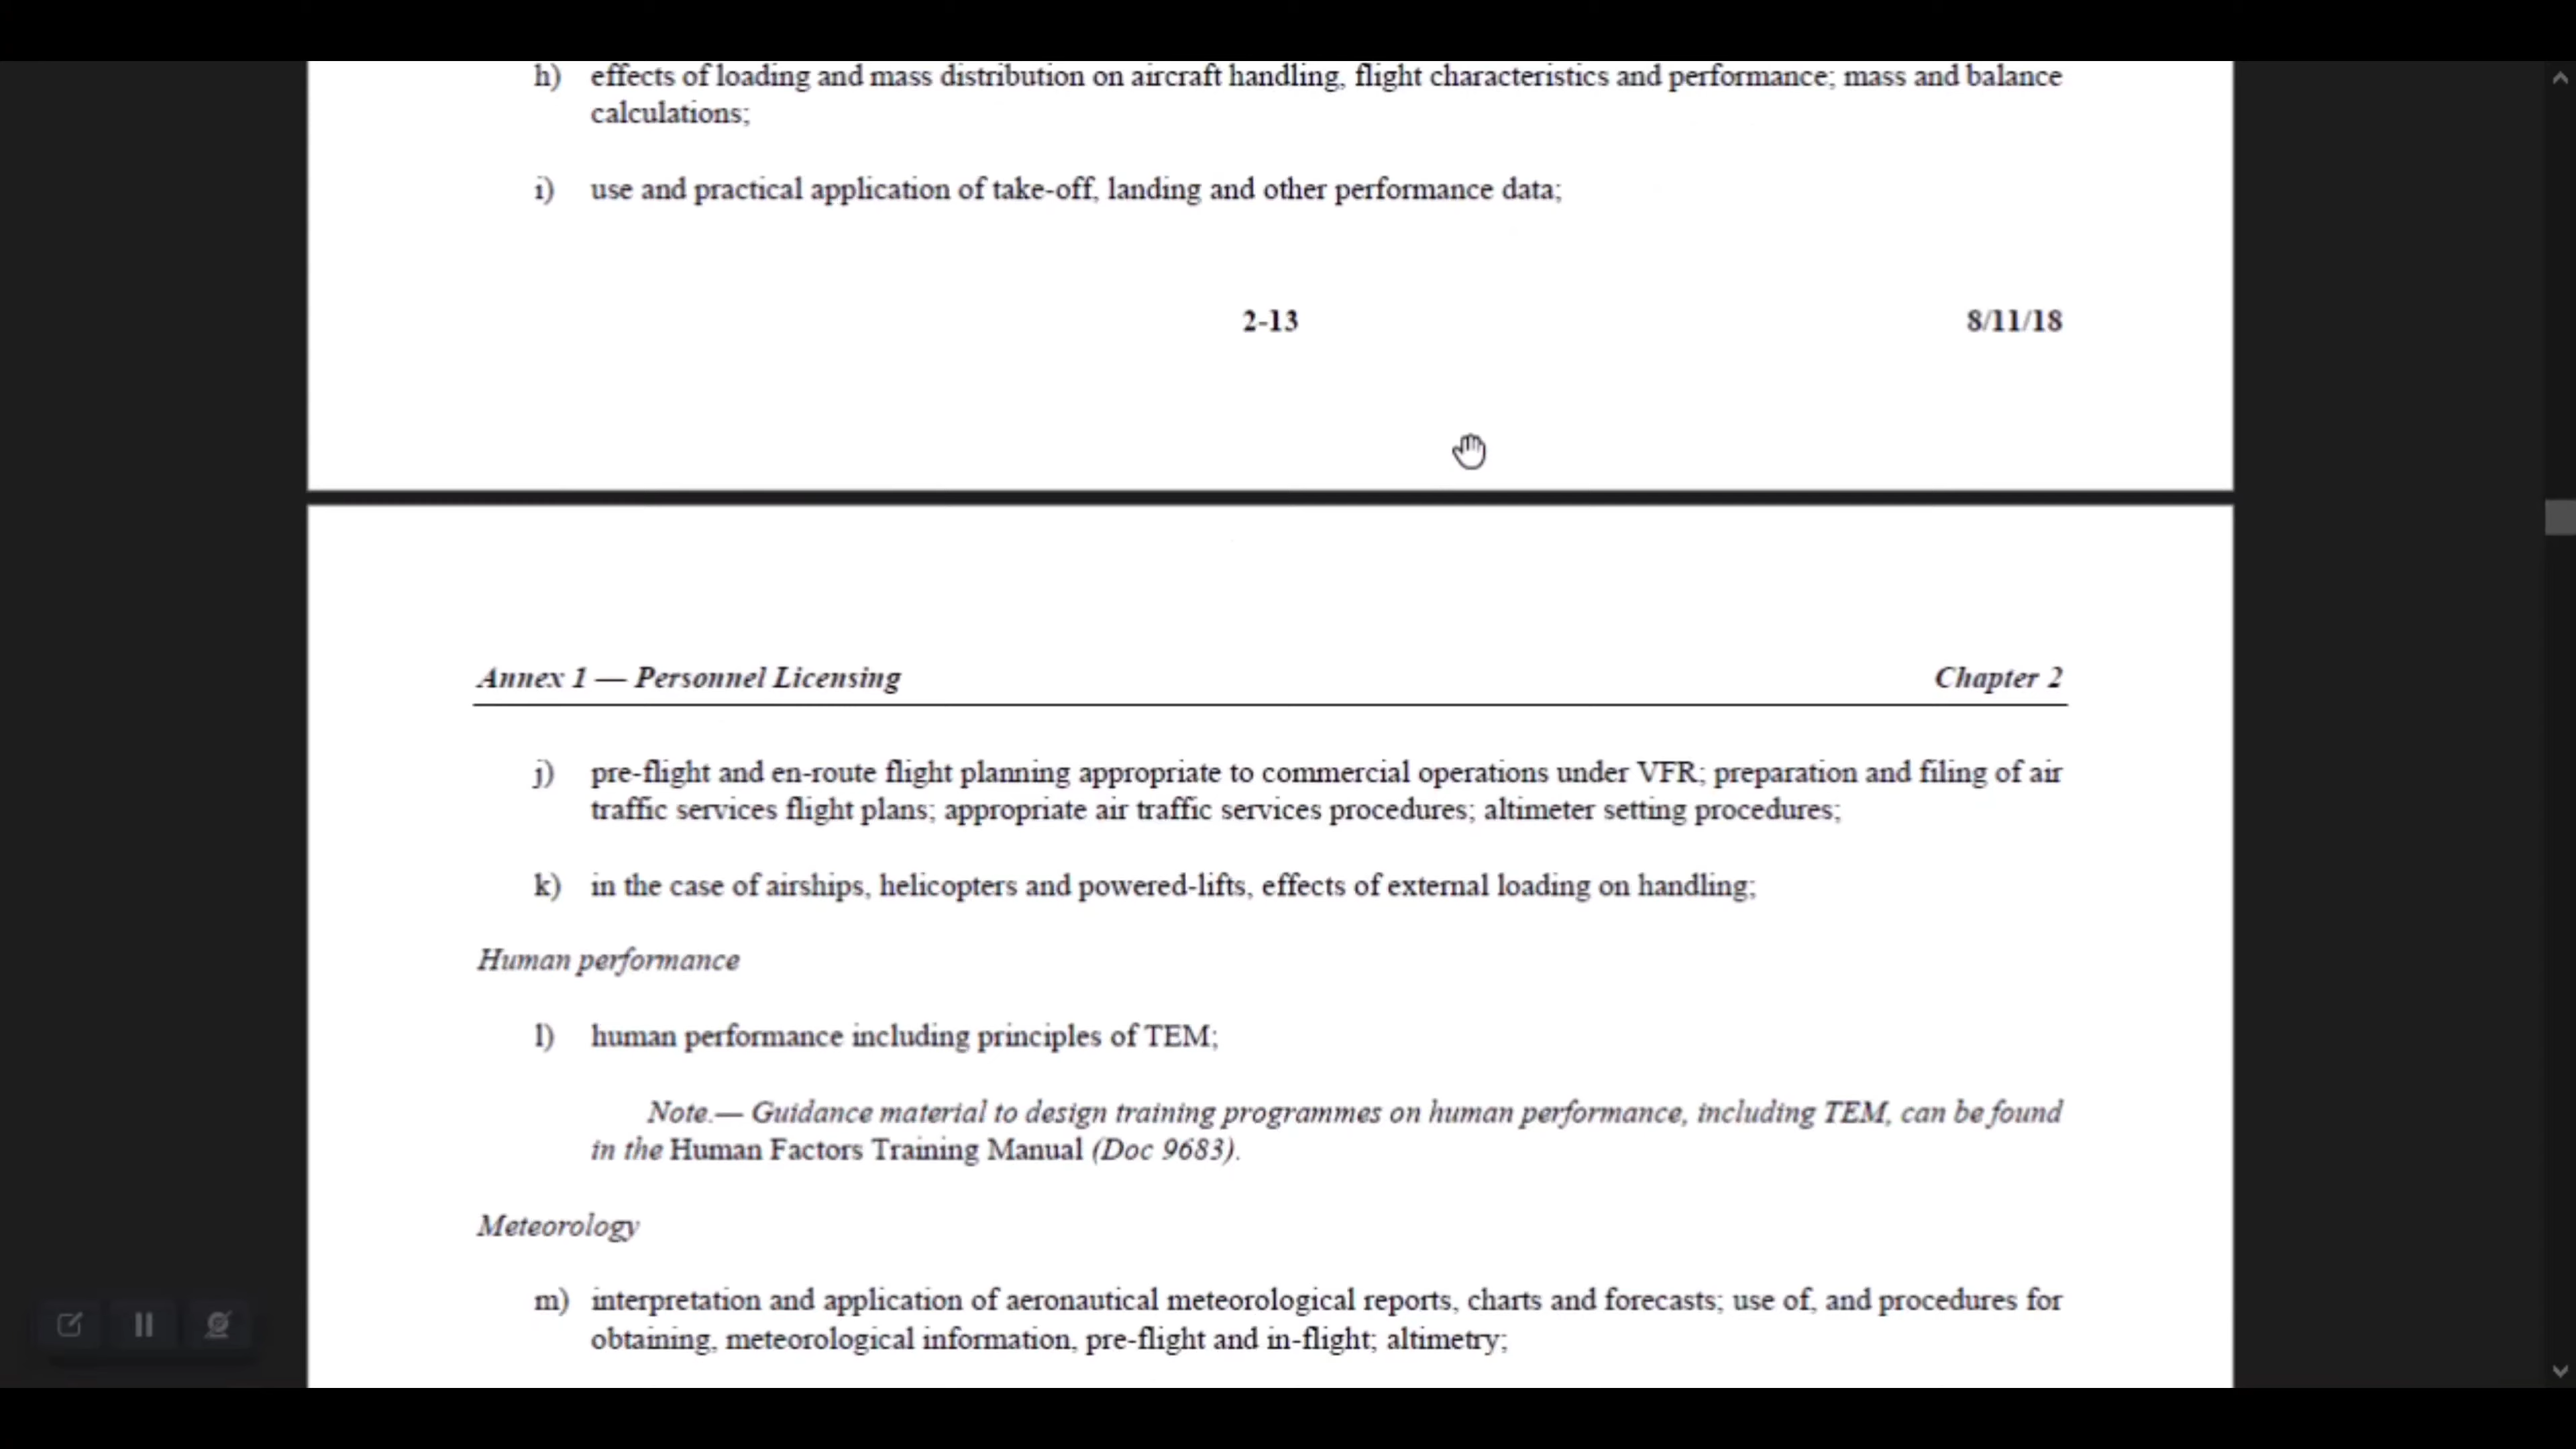 h) effects of loading and mass distribution on aircraft handling, flight characteristics and performance; mass and balance
calculations;
i) use and practical application of take-off, landing and other performance data;
2-13 8/11/18
Annex 1 — Personnel Licensing Chapter 2
j) pre-flight and en-route flight planning appropriate to commercial operations under VFR; preparation and filing of air
traffic services flight plans; appropriate air traffic services procedures; altimeter setting procedures;
k) in the case of airships, helicopters and powered-lifts, effects of external loading on handling;
Human performance
l) human performance including principles of TEM;
Note.— Guidance material to design training programmes on human performance, including TEM, can be found
in the Human Factors Training Manual (Doc 9683).
Meteorology
m) interpretation and application of aeronautical meteorological reports, charts and forecasts; use of, and procedures for
obtaining, meteorological information, pre-flight and in-flight; altimetry;